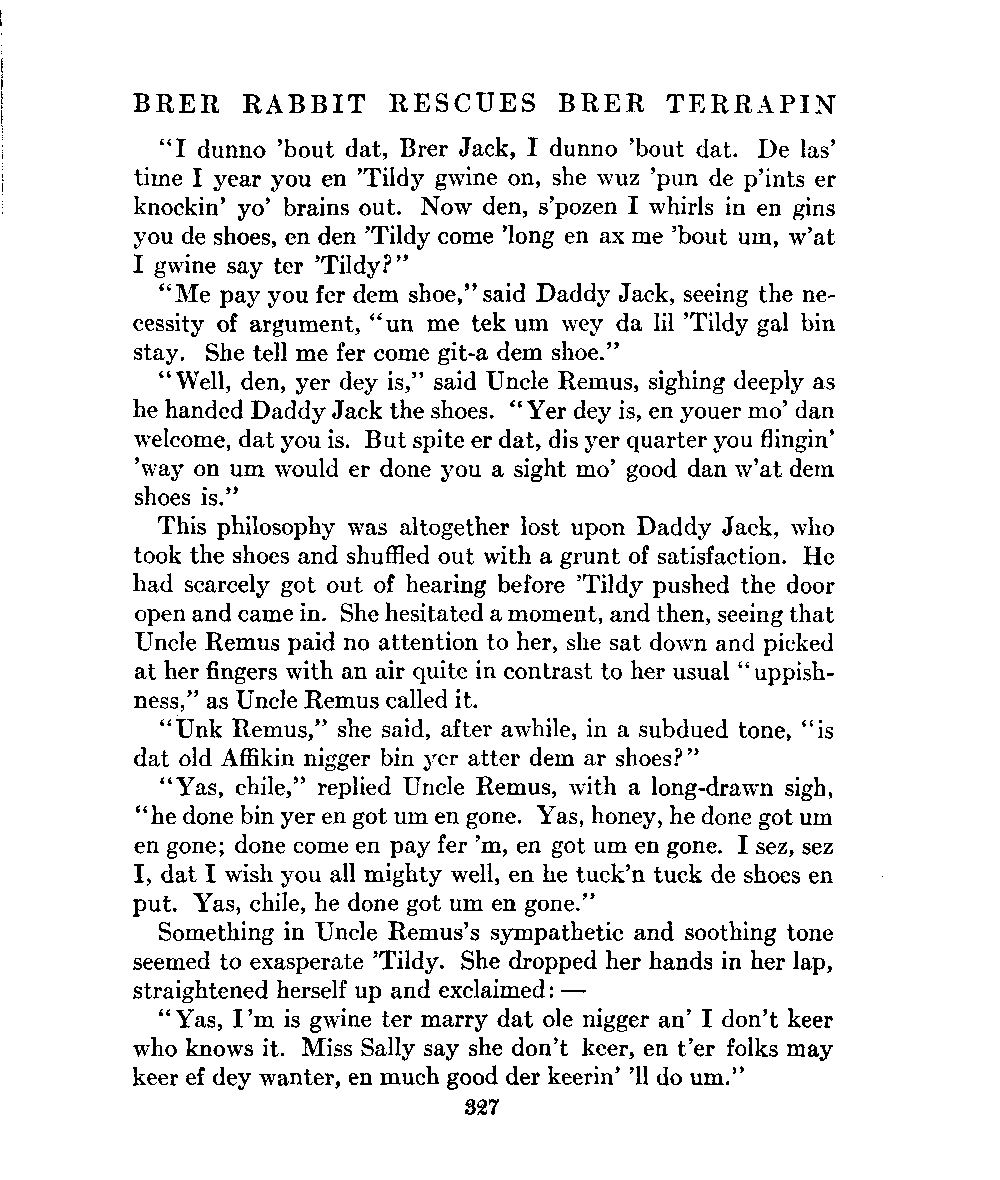 BRER RABBIT RESCUES BRER TERRAPIN
“I dunno ’bout dat, Brer Jack, I dunno ’bout dat. De las’
time I year you en ’Tildy gwine on, she wuz ’pun de p’ints er
knockin’ yo’ brains out. Now den, s’pozen I whirls in en gins
you de shoes, en den ’Tildy come ’long en ax me ’bout um, w’at
I gwine say ter ’Tildy?”
“Me pay you fer dem shoe,” said Daddy Jack, seeing the ne-
cessity of argument, “un me tek um wey da lil ’Tildy gal bin
stay. She tell me fer come git-a dem shoe.”
“Well, den, yer dey is,” said Uncle Remus, sighing deeply as
he handed Daddy Jack the shoes. “Yer dey is, en youer mo’ dan
welcome, dat you is. But spite er dat, dis yer quarter you flingin’
’way on um would er done you a sight mo’ good dan w’at dem
shoes is.”
This philosophy was altogether lost upon Daddy Jack, who
took the shoes and shuffled out with a grunt of satisfaction. He
had scarcely got out of hearing before ’Tildy pushed the door
open and came in. She hesitated a moment, and then, seeing that
Uncle Remus paid no attention to her, she sat down and picked
at her fingers with an air quite in contrast to her usual “uppish-
ness,” as Uncle Remus called it.
“Unk Remus,” she said, after awhile, in a subdued tone, “is
dat old Affikin nigger bin yer atter dem ar shoes?”
“Yas, chile,” replied Uncle Remus, with a long-drawn sigh,
“he done bin yer en got um en gone. Yas, honey, he done got um
en gone; done come en pay fer ’m, en got um en gone. I sez, sez
I, dat I wish you all mighty well, en he tuck’n tuck de shoes en
put. Yas, chile, he done got um en gone.”
Something in Uncle Remus’s sympathetic and soothing tone
seemed to exasperate ’Tildy. She dropped her hands in her lap,
straightened herself up and exclaimed: —
“Yas, I’m is gwine ter marry dat ole nigger an’ I don’t keer
who knows it. Miss Sally say she don’t keer, en t’er folks may
keer ef dey wanter, en much good der keerin’ ’ll do um.”
327